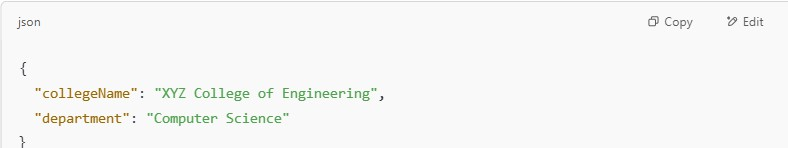 json Copy Edit
{
"collegeName": "XYZ College of Engineering",
"department": "Computer Science"
}